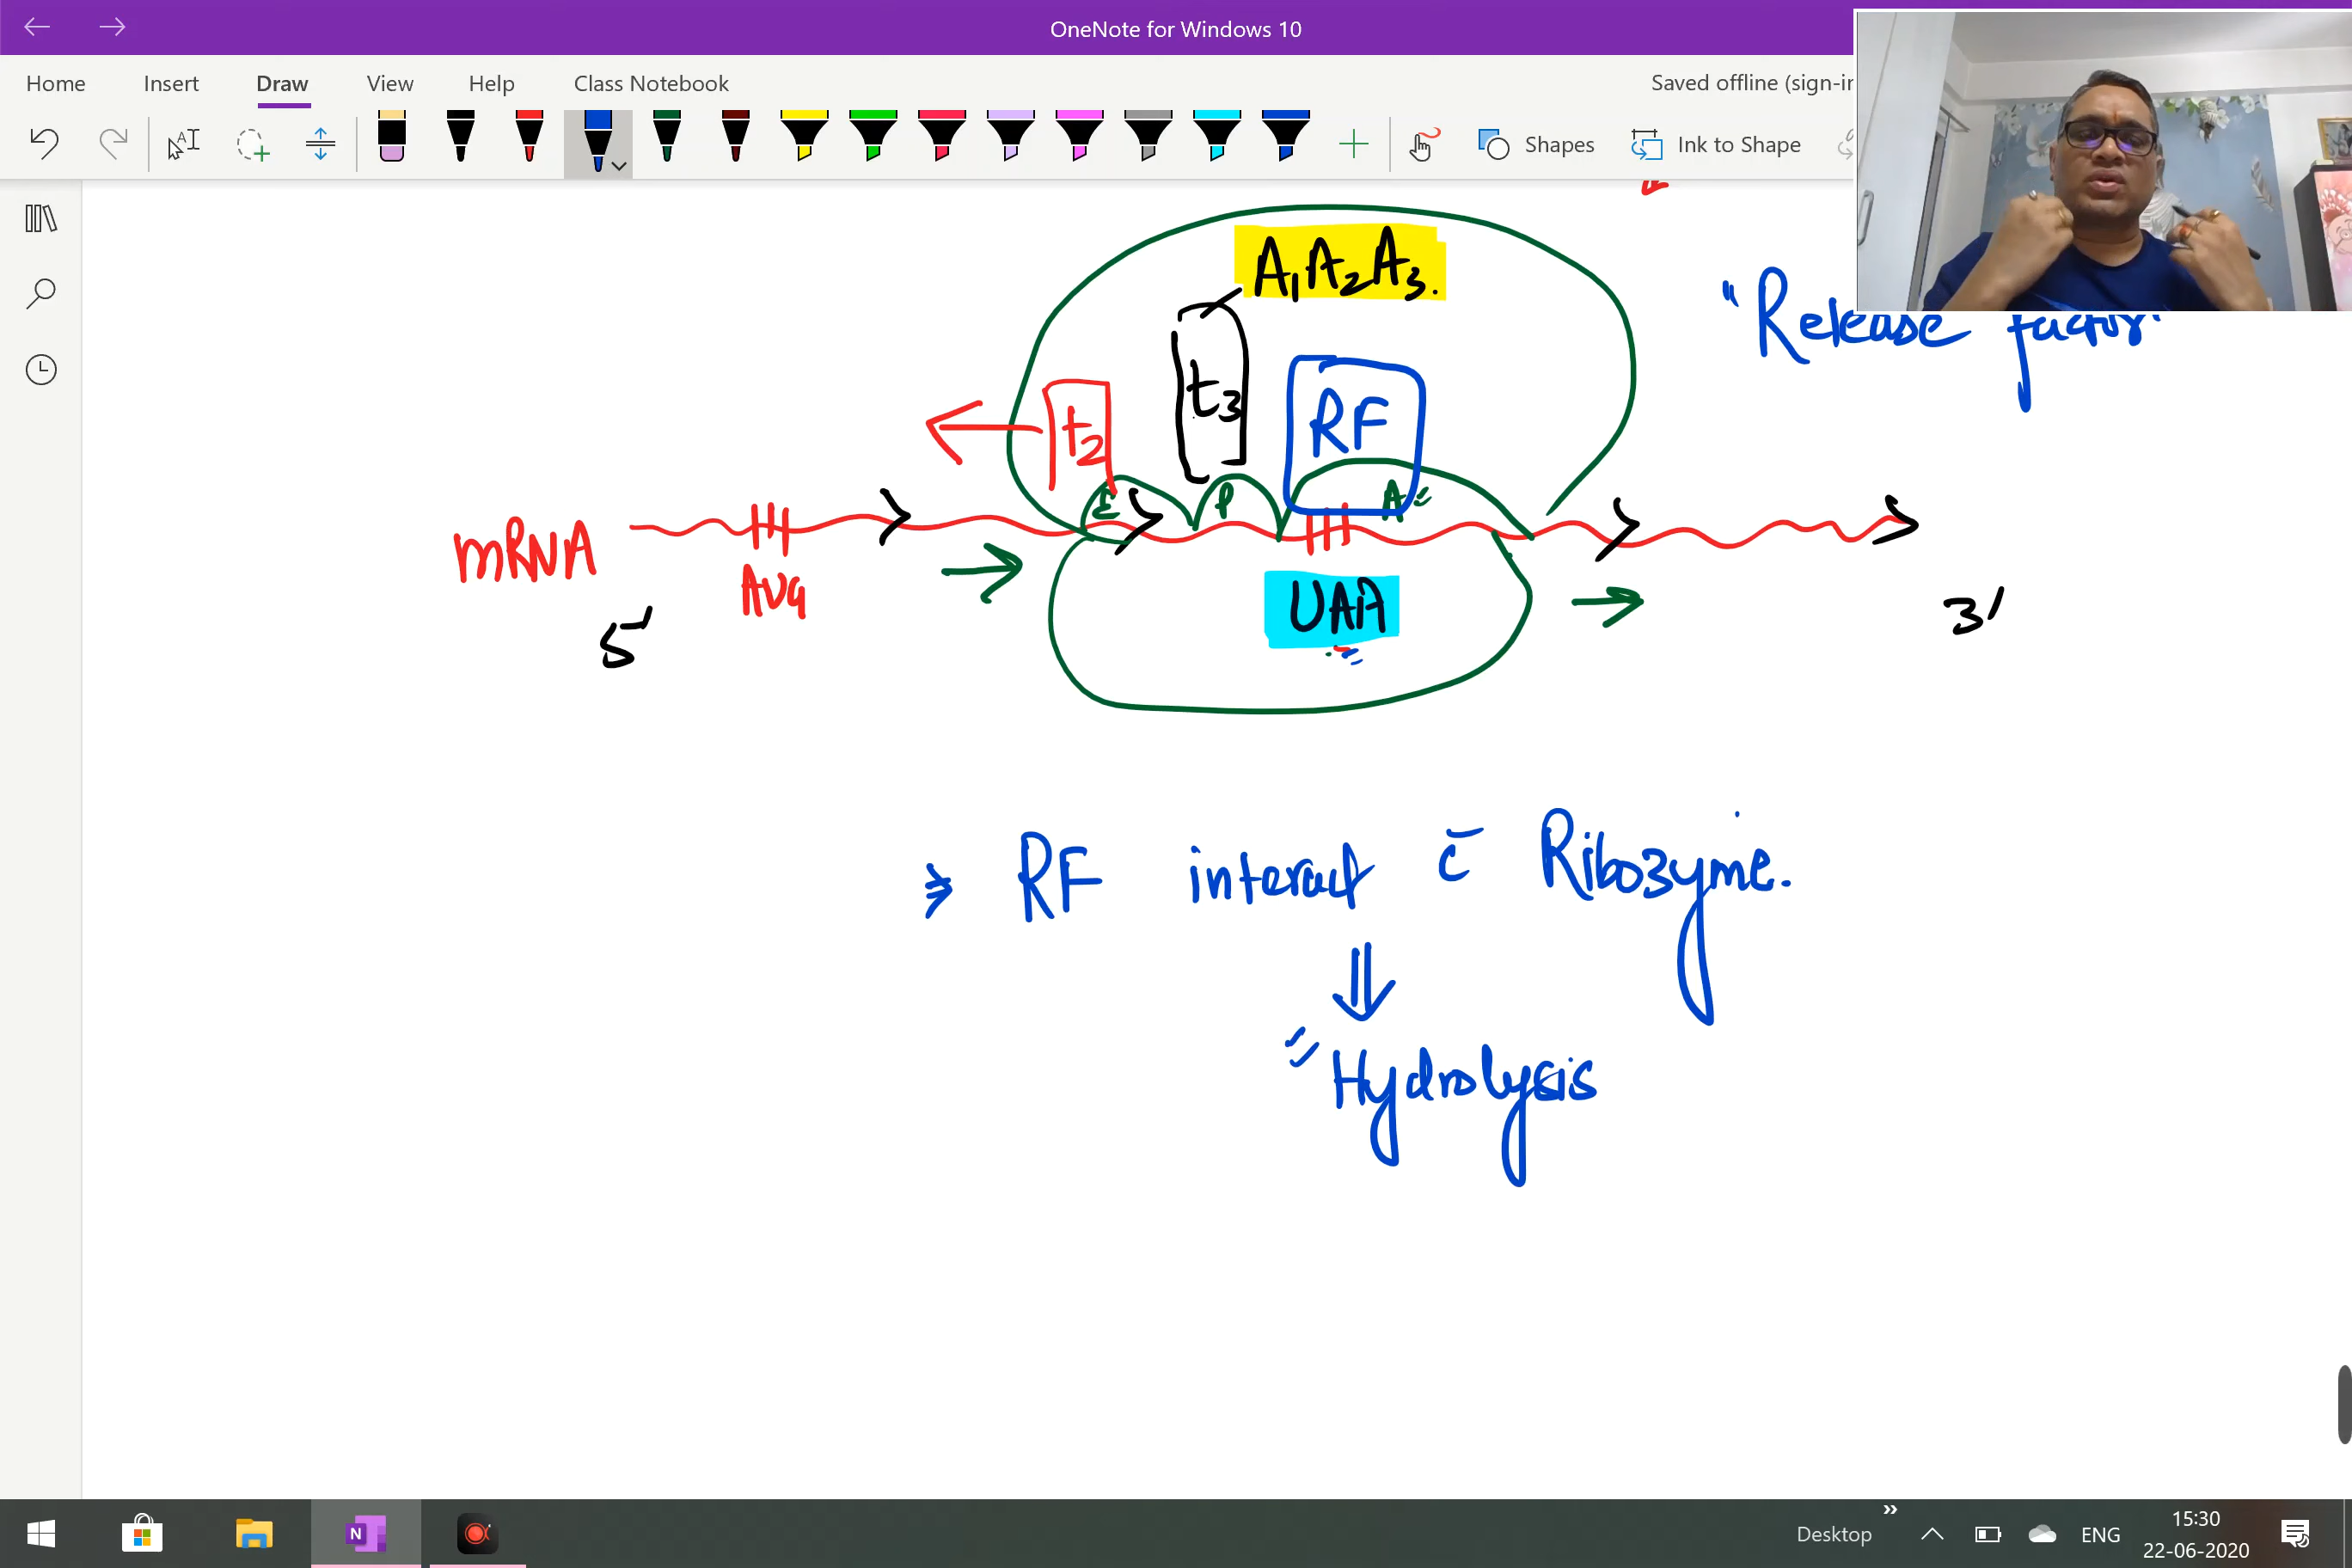 OneNote for Windows 10
Home Insert Draw View Help Class Notebook
Saved offline (sign-in
Shapes Ink to Shape
A₁A₂A₃.
"Release factor"
t₃
RF
t₂
E P A
mRNA
AUG
UAA
5'
3'
RF interact c̄ Ribozyme.
⇓
"Hydrolysis
Desktop
ENG
15:30
22-06-2020